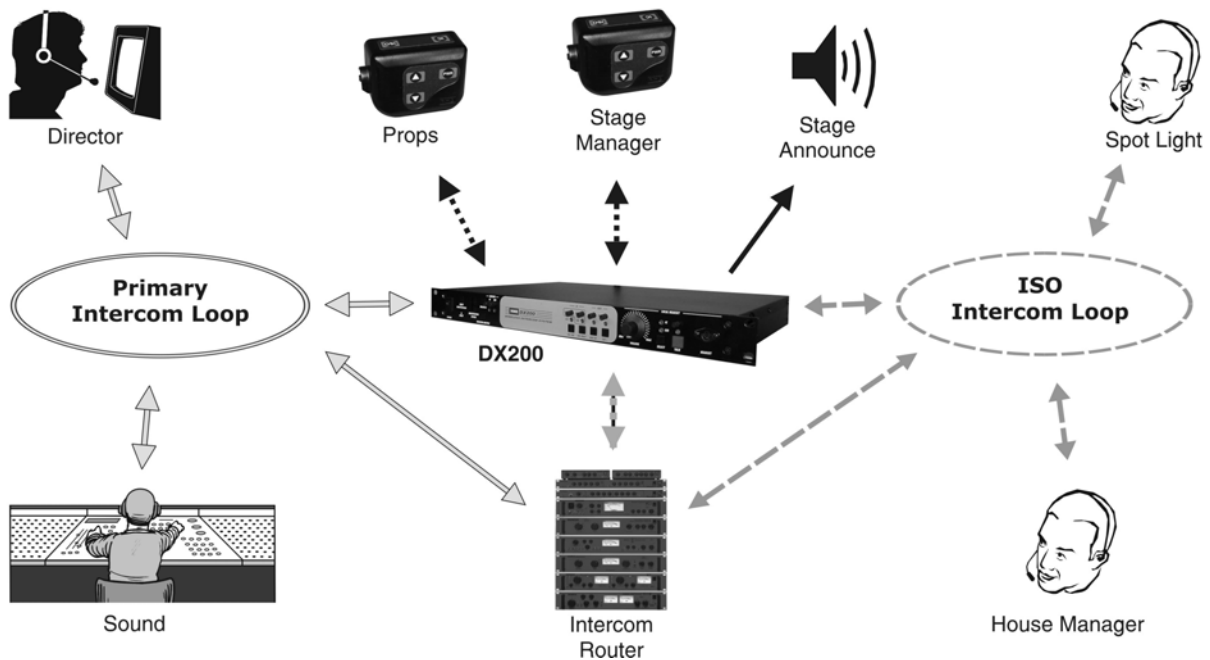 Director
Props
Stage
Manager
Stage
Announce
Spot Light
Primary
Intercom Loop
DX200
ISO
Intercom Loop
Sound
Intercom
Router
House Manager